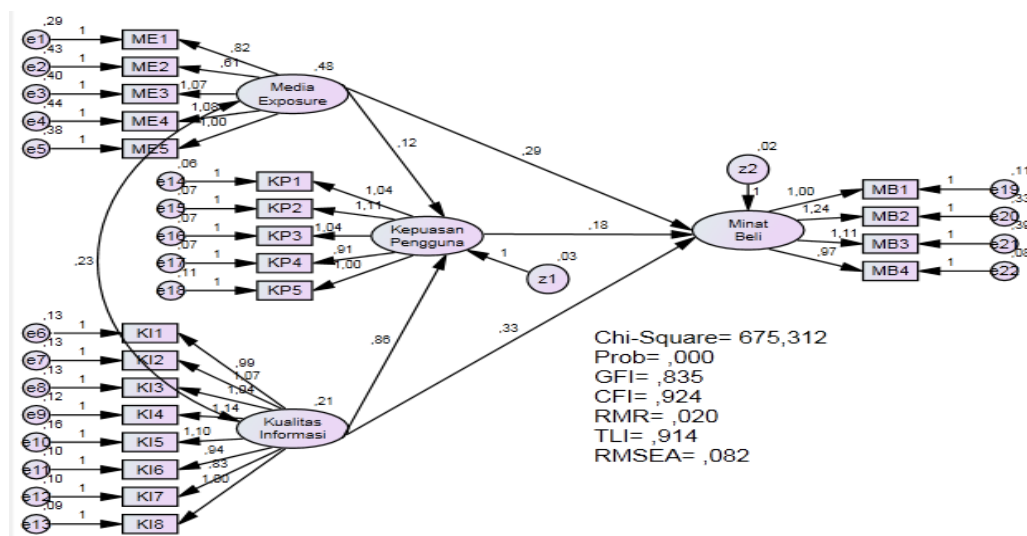 ,29
e1 1 ME1
,43
e2 1 ME2
,40
e3 1 ME3
,44
e4 1 ME4
,38
e5 1 ME5
,82
,61
1,07
1,08
1,00
,48
Media
Exposure
,12
,29
,06
e14 1 KP1
,07
e15 1 KP2
,07
e16 1 KP3
,07
e17 1 KP4
,11
e18 1 KP5
1,04
1,11
1,04
,91
1,00
Kepuasan
Pengguna
,18
1
,03
z1
,02
z2
1
Minat
Beli
1,00
1,24
1,11
,97
MB1 1 e19
,11
MB2 1 e20
,33
MB3 1 e21
,39
MB4 1 e22
,08
,23
,86
,33
,13
e6 1 KI1
,13
e7 1 KI2
,13
e8 1 KI3
,12
e9 1 KI4
,16
e10 1 KI5
,10
e11 1 KI6
,10
e12 1 KI7
,09
e13 1 KI8
,99
1,07
1,04
1,14
1,10
,94
,83
1,00
,21
Kualitas
Informasi
Chi-Square= 675,312
Prob= ,000
GFI= ,835
CFI= ,924
RMR= ,020
TLI= ,914
RMSEA= ,082